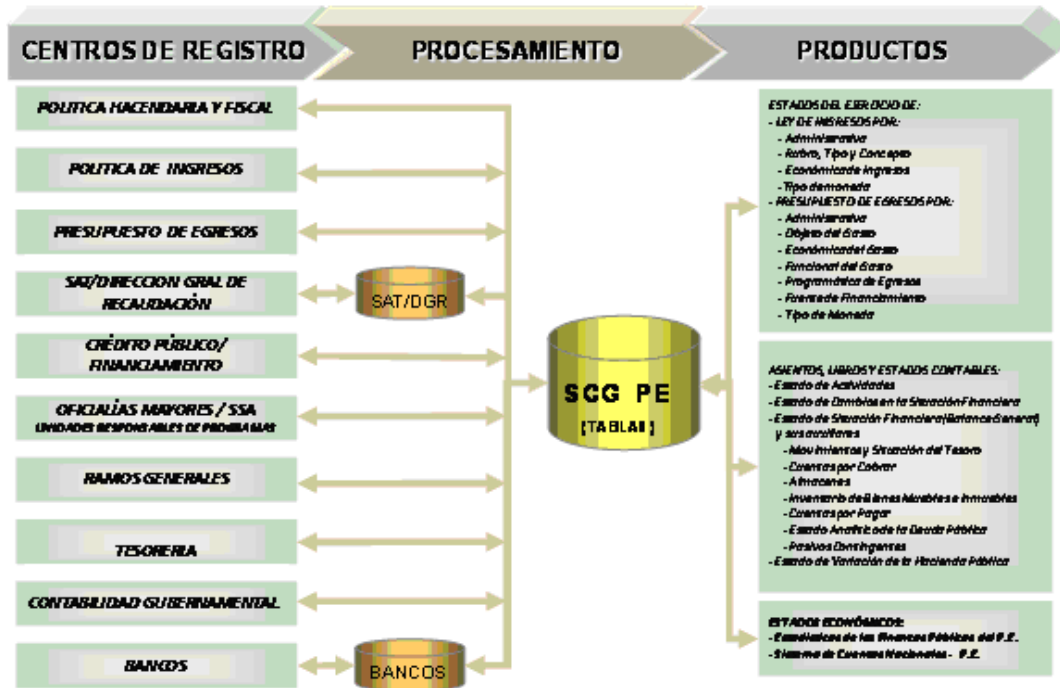 CENTROS DE REGISTRO
PROCESAMIENTO
PRODUCTOS
POLITICA HACENDARIA Y FISCAL
POLITICA DE INGRESOS
PRESUPUESTO DE EGRESOS
SAT/DIRECCION GRAL DE
RECAUDACIÓN
CRÉDITO PÚBLICO/
FINANCIAMIENTO
OFICIALÍAS MAYORES / SSA
UNIDADES RESPONSABLES DE PROGRAMAS
RAMOS GENERALES
TESORERIA
CONTABILIDAD GUBERNAMENTAL
BANCOS
SAT/DGR
BANCOS
SCG PE
(TABLAS)
ESTADOS DEL EJERCICIO DE:
- LEY DE INGRESOS POR:
- Administrativa
- Rubro, Tipo y Concepto
- Económica de Ingresos
- Tipo de moneda
- PRESUPUESTO DE EGRESOS POR:
- Administrativa
- Objeto del Gasto
- Económica del Gasto
- Funcional del Gasto
- Programática de Egresos
- Fuente de Financiamiento
- Tipo de Moneda
ASIENTOS, LIBROS Y ESTADOS CONTABLES:
- Estado de Actividades
- Estado de Cambios en la Situación Financiera
- Estado de Situación Financiera (Balance General)
y sus auxiliares
- Movimientos y Situación del Tesoro
- Cuentas por Cobrar
- Almacenes
- Inventario de Bienes Muebles e Inmuebles
- Cuentas por Pagar
- Estado Analítico de la Deuda Pública
- Pasivos Contingentes
- Estado de Variación de la Hacienda Pública
ESTADOS ECONÓMICOS:
- Estadísticas de las Finanzas Públicas del P.E.
- Sistema de Cuentas Nacionales - P.E.